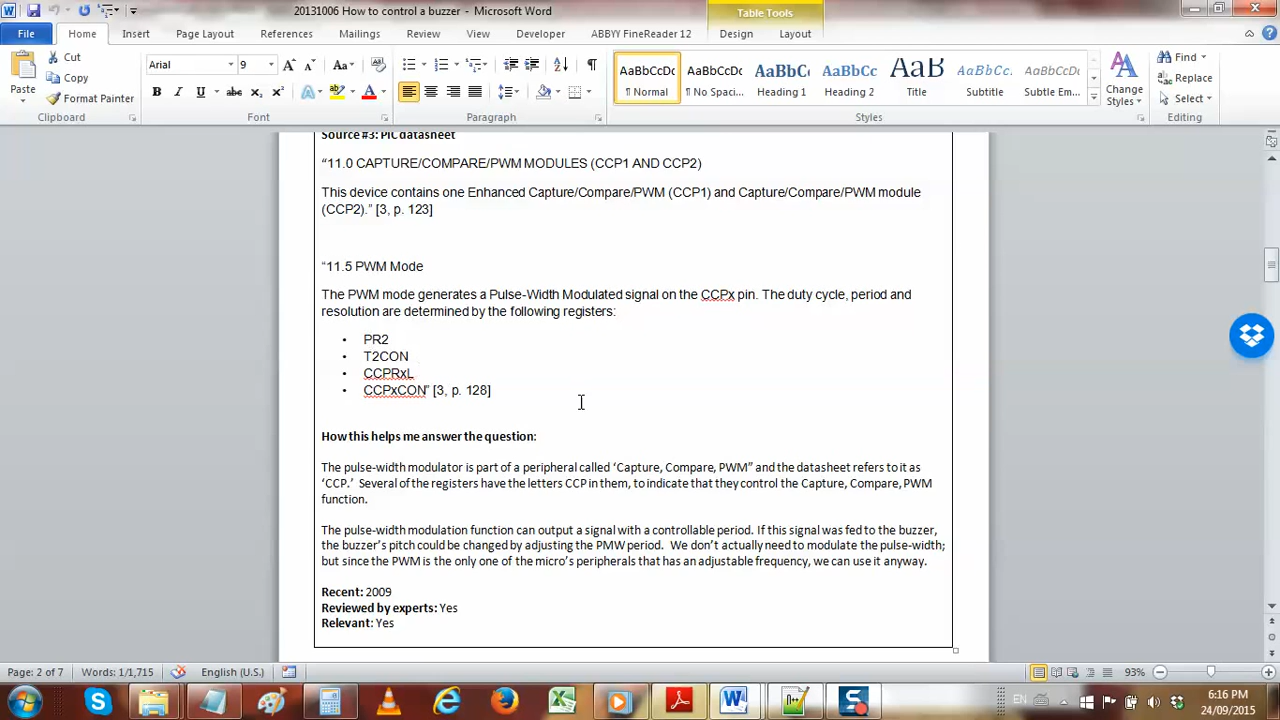 20131006 How to control a buzzer - Microsoft Word
Table Tools
File Home Insert Page Layout References Mailings Review View Developer ABBYY FineReader 12 Design Layout
Paste
Cut
Copy
Format Painter
Clipboard
Arial 9
Font
Paragraph
AaBbCcDc AaBbCcDc AaBbCc AaBbCc AaB AaBbCcD AaBbCcDc
¶ Normal ¶ No Spaci... Heading 1 Heading 2 Title Subtitle Subtle Em...
Styles
Change
Styles
Find
Replace
Select
Editing
Source #3: PIC datasheet
“11.0 CAPTURE/COMPARE/PWM MODULES (CCP1 AND CCP2)
This device contains one Enhanced Capture/Compare/PWM (CCP1) and Capture/Compare/PWM module
(CCP2).” [3, p. 123]
“11.5 PWM Mode
The PWM mode generates a Pulse-Width Modulated signal on the CCPx pin. The duty cycle, period and
resolution are determined by the following registers:
• PR2
• T2CON
• CCPRxL
• CCPxCON” [3, p. 128]
How this helps me answer the question:
The pulse-width modulator is part of a peripheral called ‘Capture, Compare, PWM” and the datasheet refers to it as
‘CCP.’ Several of the registers have the letters CCP in them, to indicate that they control the Capture, Compare, PWM
function.
The pulse-width modulation function can output a signal with a controllable period. If this signal was fed to the buzzer,
the buzzer’s pitch could be changed by adjusting the PMW period. We don’t actually need to modulate the pulse-width;
but since the PWM is the only one of the micro’s peripherals that has an adjustable frequency, we can use it anyway.
Recent: 2009
Reviewed by experts: Yes
Relevant: Yes
Page: 2 of 7 Words: 1/1,715 English (U.S.) 93%
EN
6:16 PM
24/09/2015